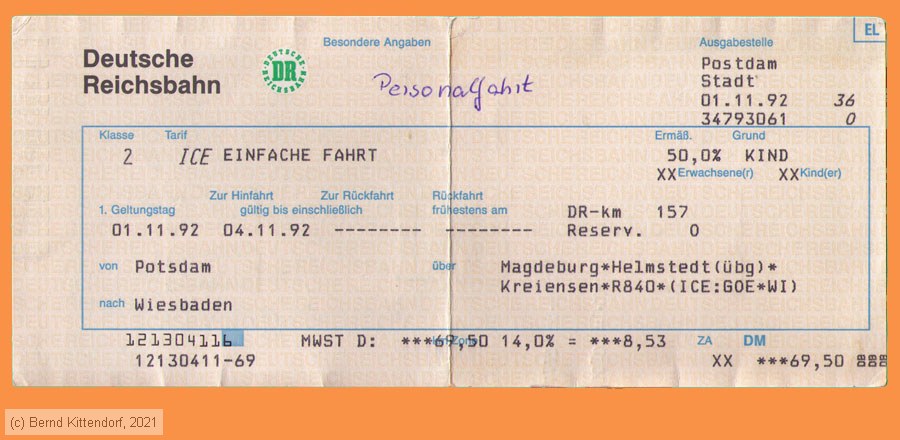 EL
Besondere Angaben
Ausgabestelle
Deutsche
Reichsbahn
DEUTSCHE
DR
REICHSBAHN
Personalfahrt
Postdam
Stadt
01.11.92 36
34793061 0
Klasse Tarif Ermäß. Grund
2 ICE EINFACHE FAHRT 50,0% KIND
XX Erwachsene(r) XX Kind(er)
Zur Hinfahrt Zur Rückfahrt Rückfahrt
1. Geltungstag gültig bis einschließlich frühestens am
DR-km 157
01.11.92 04.11.92 -------- -------- Reserv. 0
von Potsdam über Magdeburg*Helmstedt(übg)*
Kreiensen*R840*(ICE:GOE*WI)
nach Wiesbaden
121304116 MWST D: ***69,50 14,0% = ***8,53 ZA DM
12130411-69 XX ***69,50 888
(c) Bernd Kittendorf, 2021